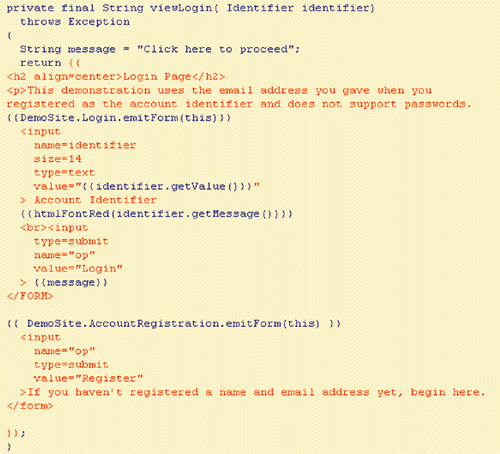 private final String viewLogin( Identifier identifier)
throws Exception
{
String message = "Click here to proceed";
return {{
<h2 align=center>Login Page</h2>
<p>This demonstration uses the email address you gave when you
registered as the account identifier and does not support passwords.
{{DemoSite.Login.emitForm(this)}}
<input
name=identifier
size=14
type=text
value="{{identifier.getValue()}}"
> Account Identifier
{{htmlFontRed(identifier.getMessage())}}
<br><input
type=submit
name="op"
value="Login"
> {{message}}
</FORM>
{{ DemoSite.AccountRegistration.emitForm(this) }}
<input
name="op"
type=submit
value="Register"
>If you haven't registered a name and email address yet, begin here.
</form>
}};
}